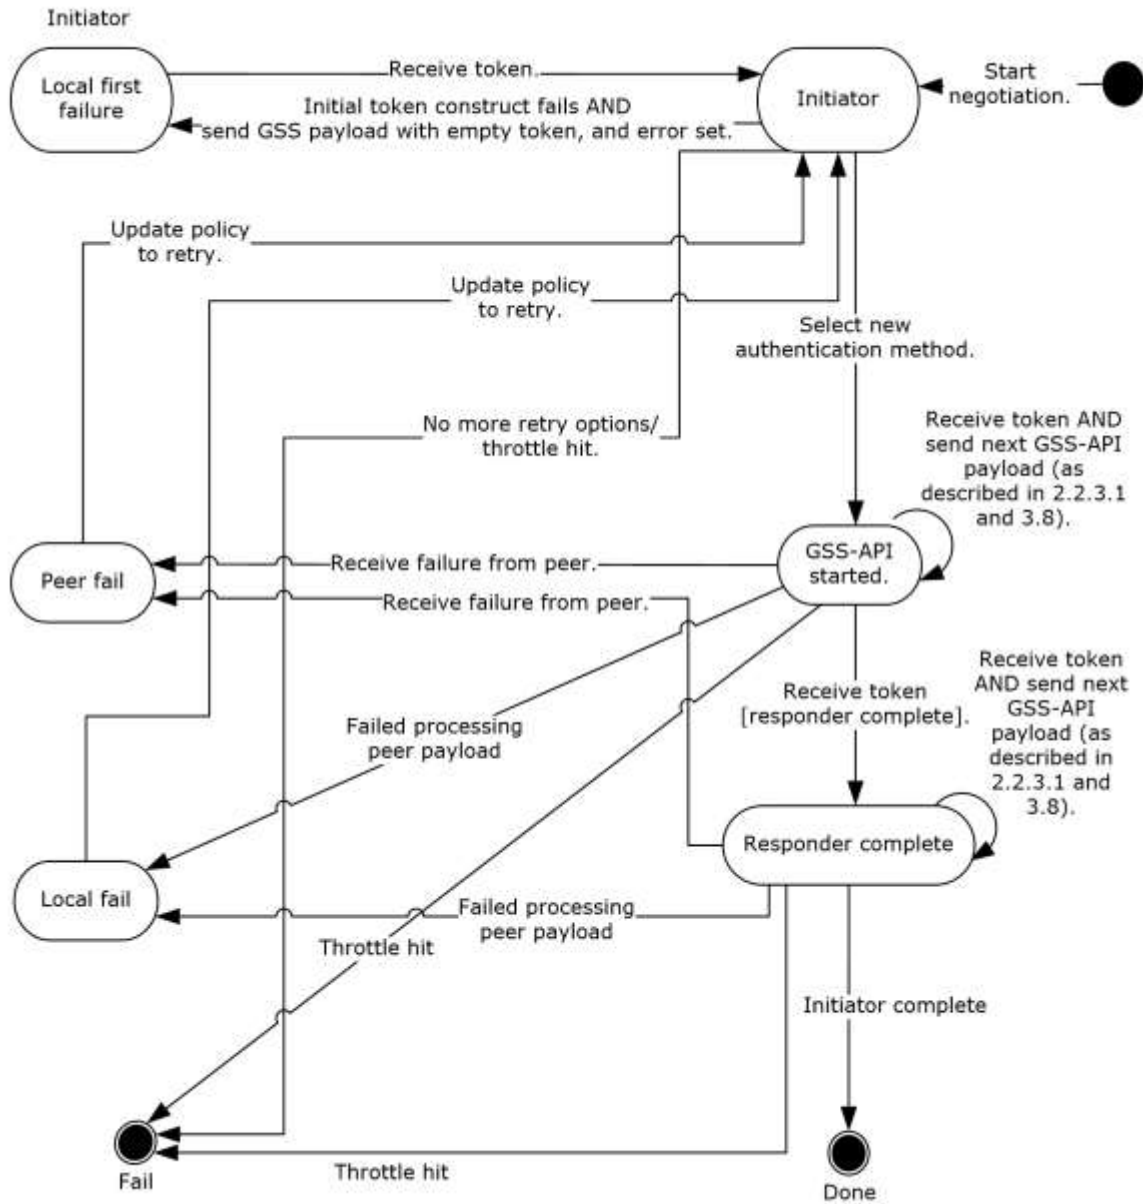 Initiator
Local first
failure
Receive token.
Initial token construct fails AND
send GSS payload with empty token, and error set.
Initiator
Start
negotiation.
Update policy
to retry.
Update policy
to retry.
Select new
authentication method.
No more retry options/
throttle hit.
Receive token AND
send next GSS-API
payload (as
described in 2.2.3.1
and 3.8).
Peer fail
Receive failure from peer.
GSS-API
started.
Receive failure from peer.
Receive token
[responder complete].
Receive token
AND send next
GSS-API
payload (as
described in
2.2.3.1 and
3.8).
Failed processing
peer payload
Responder complete
Local fail
Failed processing
peer payload
Throttle hit
Initiator complete
Fail
Throttle hit
Done